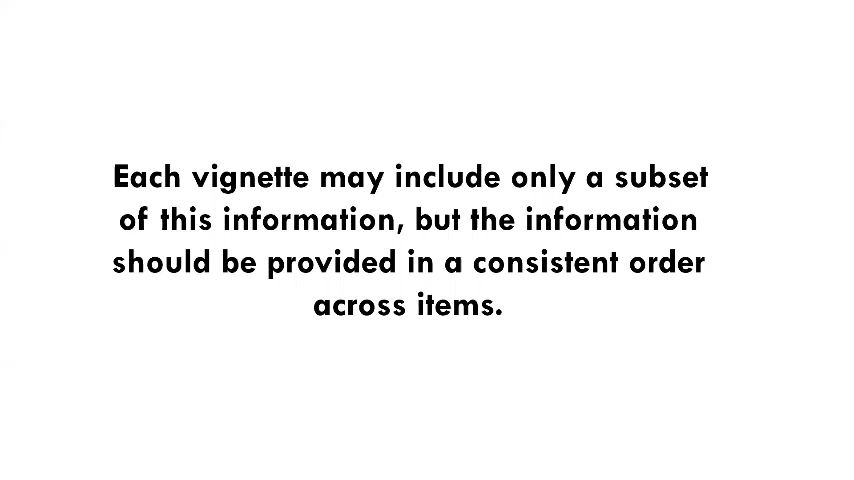 Each vignette may include only a subset
of this information, but the information
should be provided in a consistent order
across items.